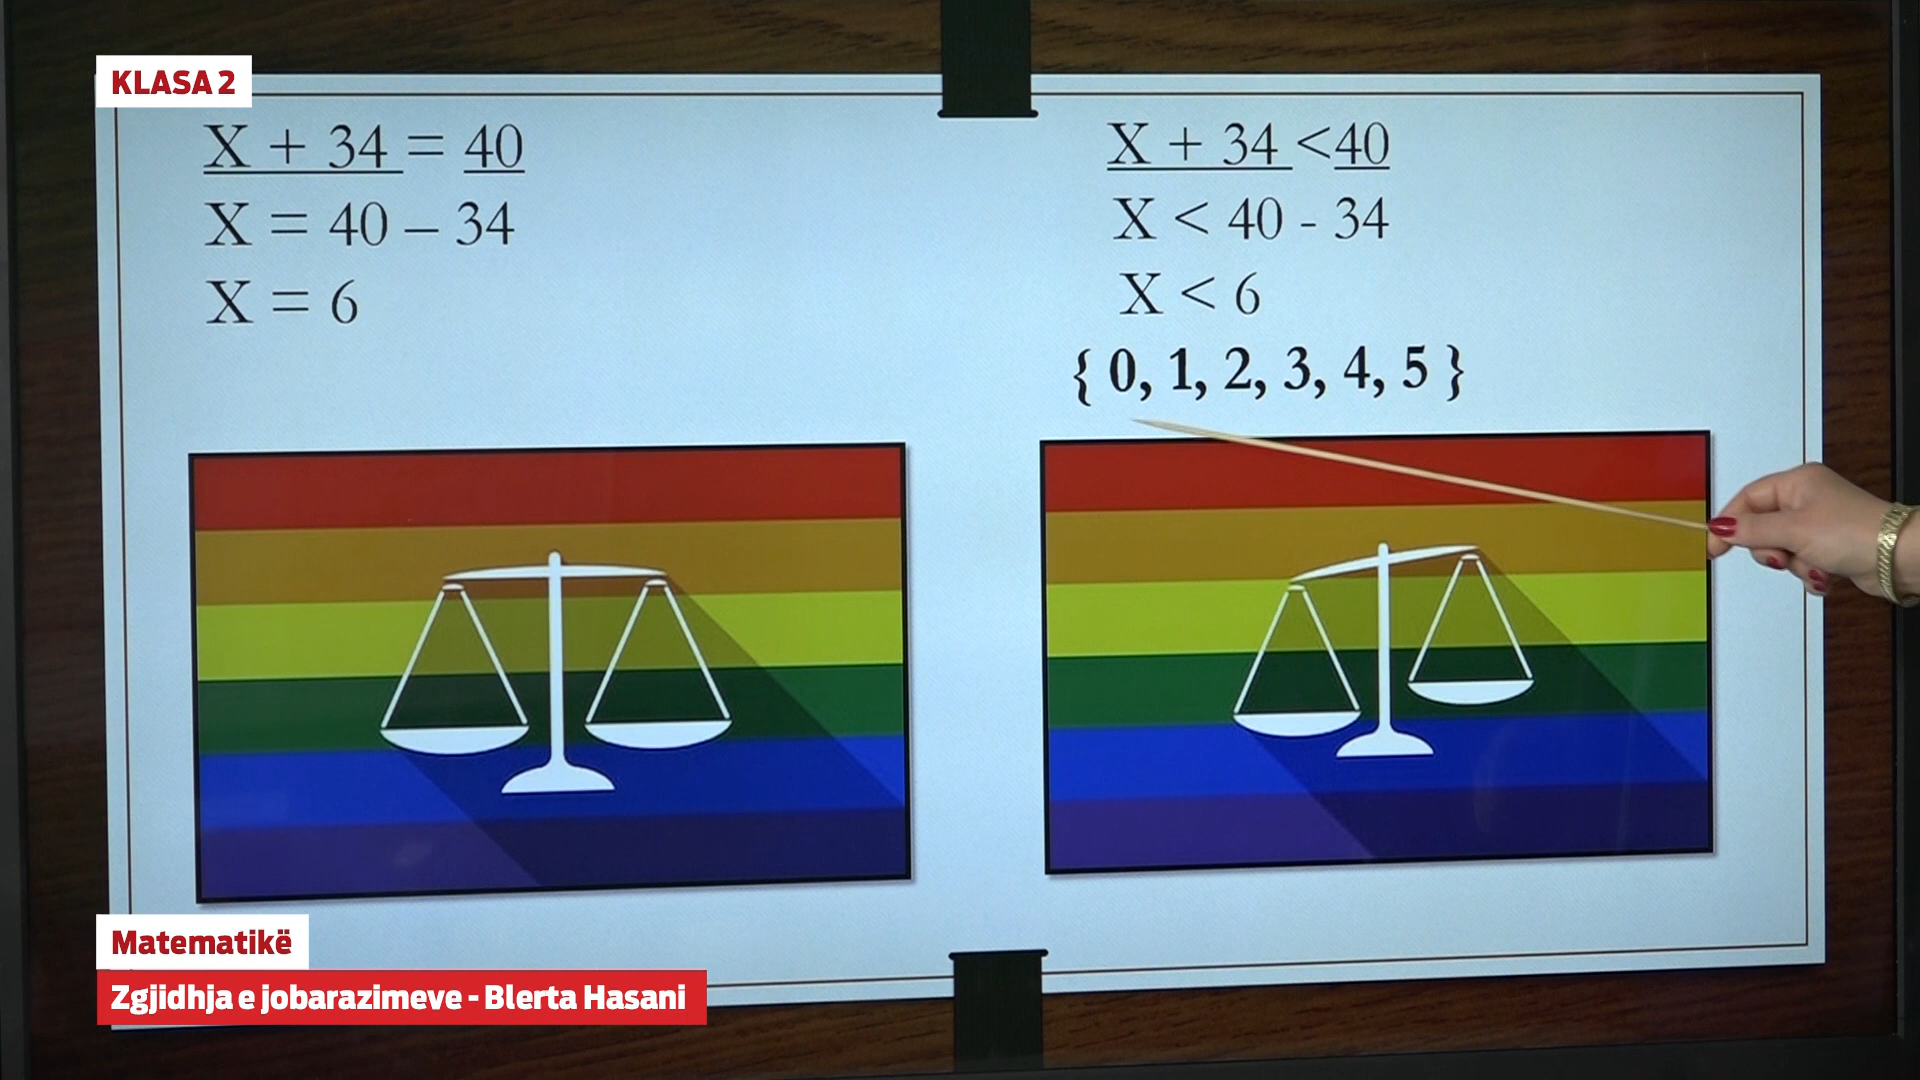 KLASA 2
X + 34 = 40
X = 40 – 34
X = 6
X + 34 <40
X < 40 - 34
X < 6
{ 0, 1, 2, 3, 4, 5 }
Matematikë
Zgjidhja e jobarazimeve - Blerta Hasani